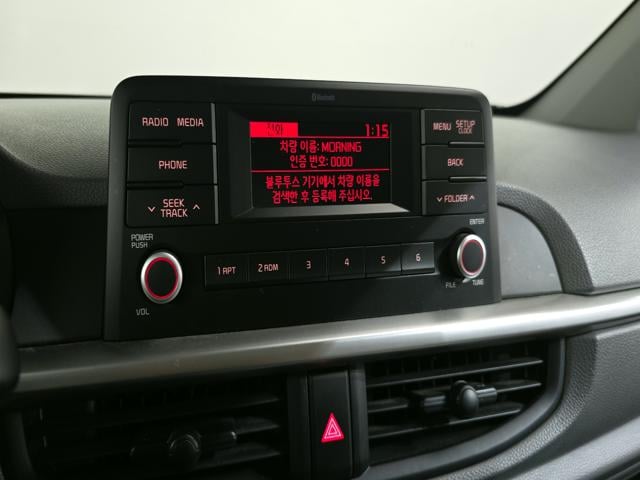 Bluetooth
RADIO MEDIA
PHONE
SEEK
TRACK
POWER
PUSH
VOL
전화 1:15
차량 이름: MORNING
인증 번호: 0000
블루투스 기기에서 차량 이름을
검색한 후 등록해 주십시오.
MENU SETUP
CLOCK
BACK
FOLDER
ENTER
FILE TUNE
1 RPT 2 RDM 3 4 5 6